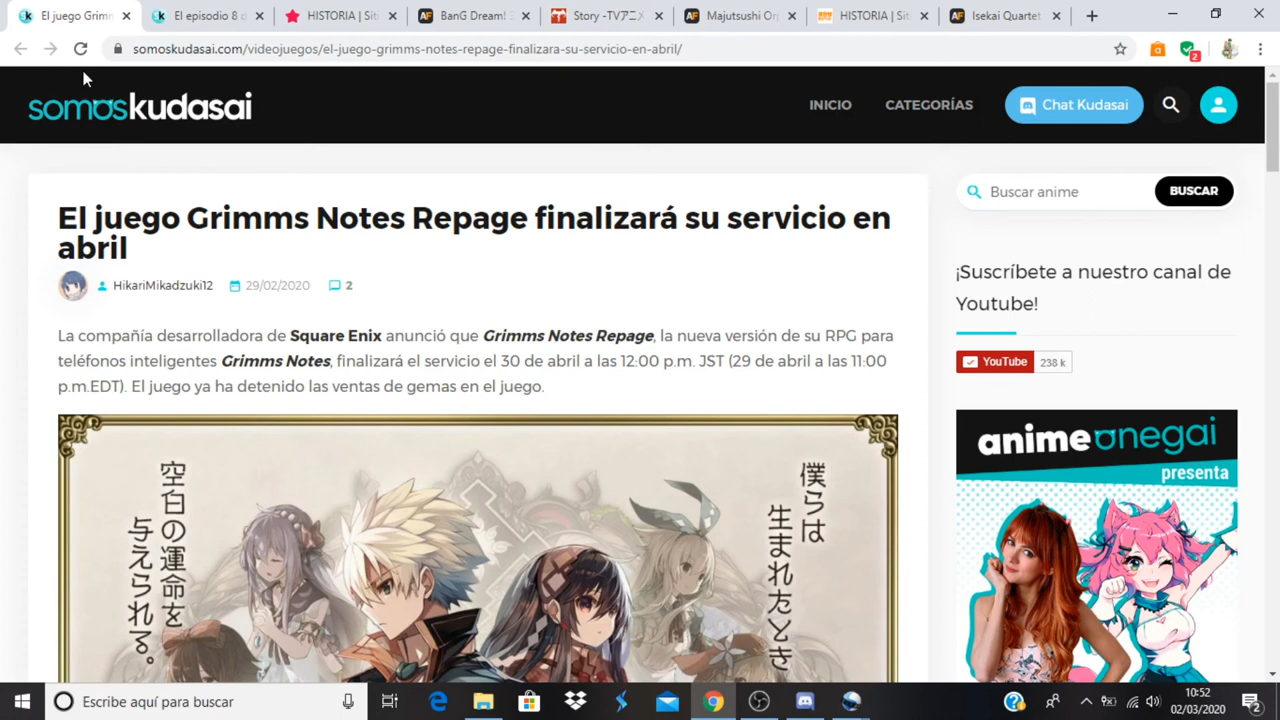 El juego Grimm
El episodio 8 d
HISTORIA | Siti
BanG Dream! S
Story -TVアニメ
Majutsushi Or
HISTORIA | Siti
Isekai Quartet
somoskudasai.com/videojuegos/el-juego-grimms-notes-repage-finalizara-su-servicio-en-abril/
2
somoskudasai
INICIO
CATEGORÍAS
Chat Kudasai
El juego Grimms Notes Repage finalizará su servicio en
abril
HikariMikadzuki12
29/02/2020
2
La compañía desarrolladora de Square Enix anunció que Grimms Notes Repage, la nueva versión de su RPG para
teléfonos inteligentes Grimms Notes, finalizará el servicio el 30 de abril a las 12:00 p.m. JST (29 de abril a las 11:00
p.m.EDT). El juego ya ha detenido las ventas de gemas en el juego.
僕らは
生まれたとき
空白の運命を
与えられる。
Buscar anime
BUSCAR
¡Suscríbete a nuestro canal de
Youtube!
YouTube
238 k
anime onegai
presenta
Escribe aquí para buscar
10:52
02/03/2020
2